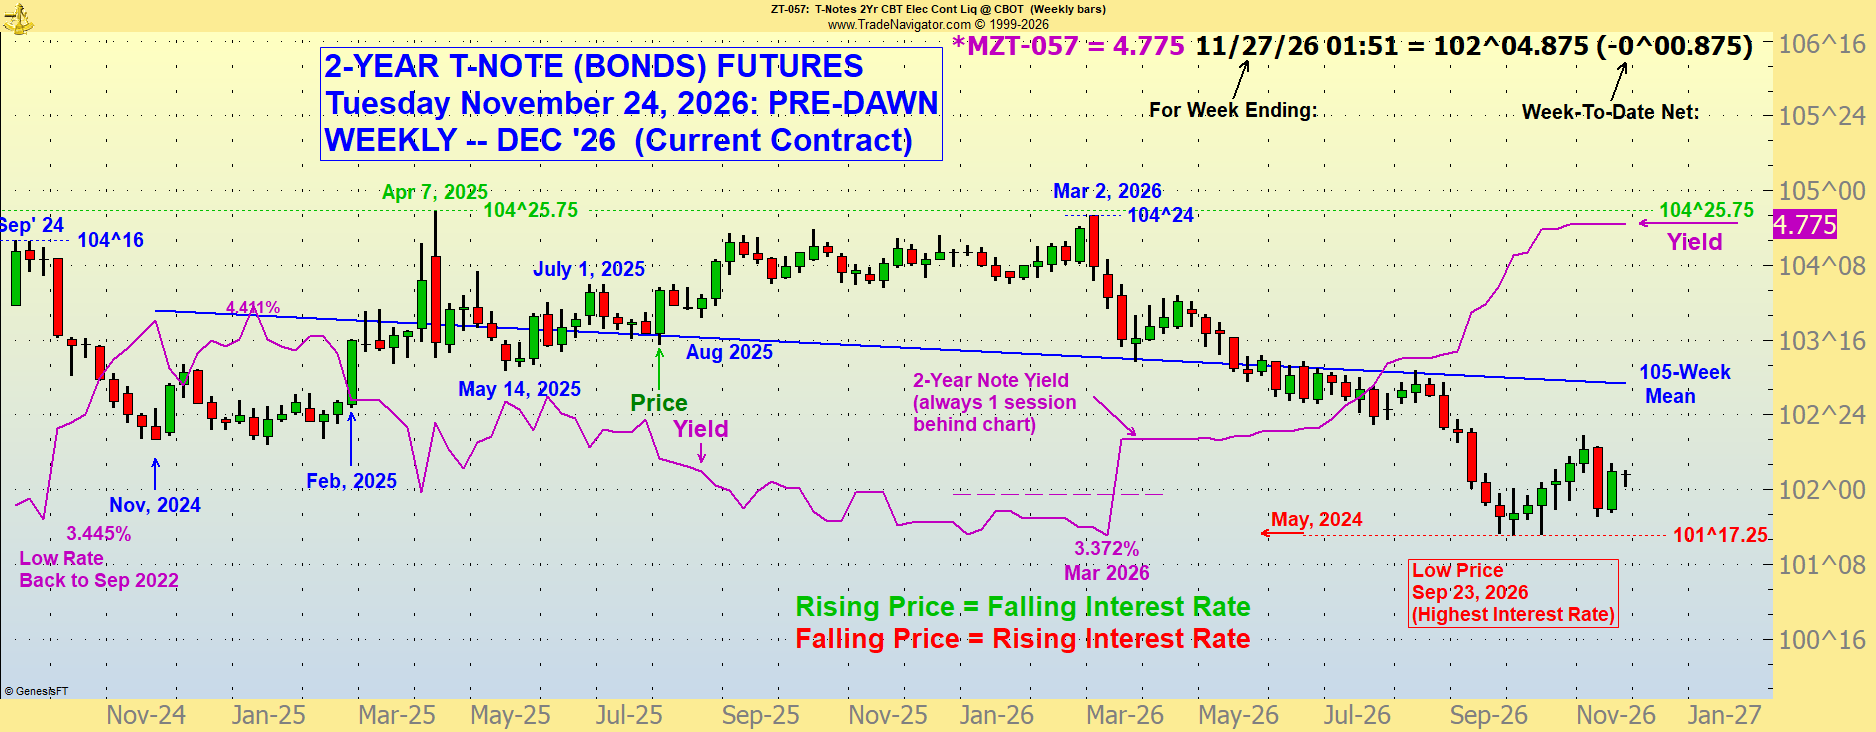 ZT-057: T-Notes 2Yr CBT Elec Cont Liq @ CBOT (Weekly bars)
www.TradeNavigator.com © 1999-2026
*MZT-057 = 4.775 11/27/26 01:51 = 102^04.875 (-0^00.875)
2-YEAR T-NOTE (BONDS) FUTURES
Tuesday November 24, 2026: PRE-DAWN
WEEKLY -- DEC '26 (Current Contract)
For Week Ending:
Week-To-Date Net:
106^16
105^24
105^00
104^08
103^16
102^24
102^00
101^08
100^16
4.775
Apr 7, 2025
104^25.75
Mar 2, 2026
104^24
104^25.75
Yield
Sep' 24
104^16
July 1, 2025
4.411%
Aug 2025
May 14, 2025
Price
Yield
2-Year Note Yield
(always 1 session
behind chart)
105-Week
Mean
Feb, 2025
Nov, 2024
3.445%
Low Rate
Back to Sep 2022
May, 2024
101^17.25
3.372%
Mar 2026
Low Price
Sep 23, 2026
(Highest Interest Rate)
Rising Price = Falling Interest Rate
Falling Price = Rising Interest Rate
© GenesisFT
Nov-24
Jan-25
Mar-25
May-25
Jul-25
Sep-25
Nov-25
Jan-26
Mar-26
May-26
Jul-26
Sep-26
Nov-26
Jan-27